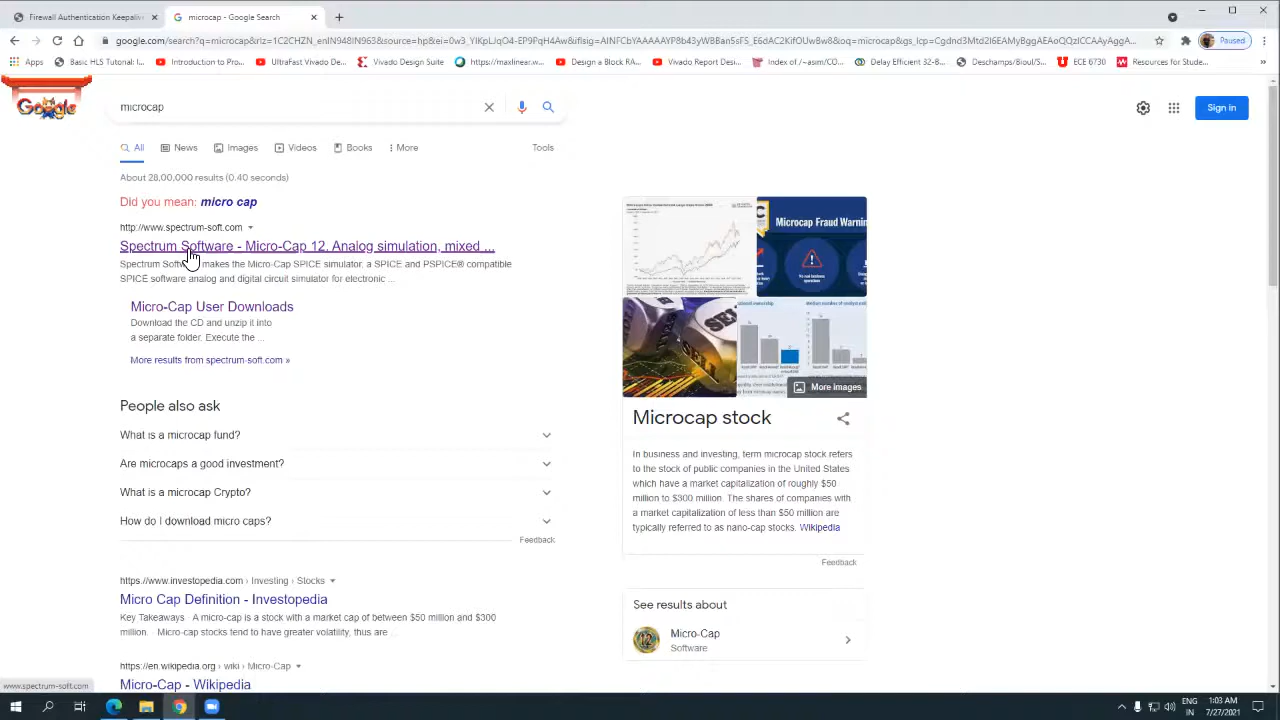 Firewall Authentication Keepaliv
microcap - Google Search
google.com/search?q=microcap&rlz=1C2CHZN_enIN948IN963&source=hp&ei=
Paused
Apps
Basic HLS Tutorial I...
Introduction to Pro...
UltraFast Vivado De...
Vivado Design Suite
https://mainhear.w...
Design a Block RA...
Vivado Report Desi...
Index of /~asim/CO...
Delay Efficient 32-B...
Deschamps/Bioul/S...
ECE 6730
Resources for Stude...
»
Google
microcap
Sign in
All
News
Images
Videos
Books
More
Tools
About 28,00,000 results (0.40 seconds)
Did you mean: micro cap
Spectrum Software - Micro-Cap 12, Analog simulation, mixed ...
Spectrum Software makes the Micro-Cap SPICE simulator, a SPICE and PSPICE® compatible
SPICE software analog and digital circuit simulator for electronic ...
Micro-Cap User Downloads
Download the CD and unzip it into
a separate folder. Execute the ...
More results from spectrum-soft.com »
People also ask
What is a microcap fund?
Are microcaps a good investment?
What is a microcap Crypto?
How do I download micro caps?
Feedback
https://www.investopedia.com › Investing › Stocks
Micro Cap Definition - Investopedia
Key Takeaways A micro-cap is a stock with a market cap of between $50 million and $300
million. Micro-cap stocks tend to have greater volatility, thus are ...
https://en.wikipedia.org › wiki › Micro-Cap
Micro-Cap - Wikipedia
Microcap Fraud Warnin
More images
Microcap stock
In business and investing, term microcap stock refers
to the stock of public companies in the United States
which have a market capitalization of roughly $50
million to $300 million. The shares of companies with
a market capitalization of less than $50 million are
typically referred to as nano-cap stocks. Wikipedia
Feedback
See results about
Micro-Cap
Software
www.spectrum-soft.com
ENG
IN
1:03 AM
7/27/2021